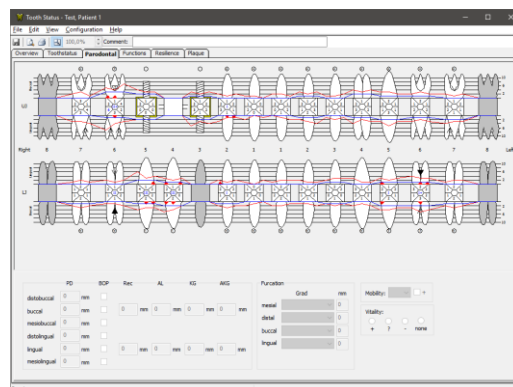 Tooth Status - Test, Patient 1
File Edit View Configuration Help
100,0% Comment:
Overview Toothstatus Parodontal Functions Resilience Plaque
UJ
Right 8 7 6 5 4 3 2 1 1 2 3 4 5 6 7 8 Left
LJ
PD BOP Rec AL KG AKG
distobuccal 0 mm
buccal 0 mm 0 mm 0 mm 0 mm 0 mm
mesiobuccal 0 mm
distolingual 0 mm
lingual 0 mm 0 mm 0 mm 0 mm 0 mm
mesiolingual 0 mm
Furcation
Grad mm
mesial 0
distal 0
buccal 0
lingual 0
Mobility: +
Vitality:
+ ? - none